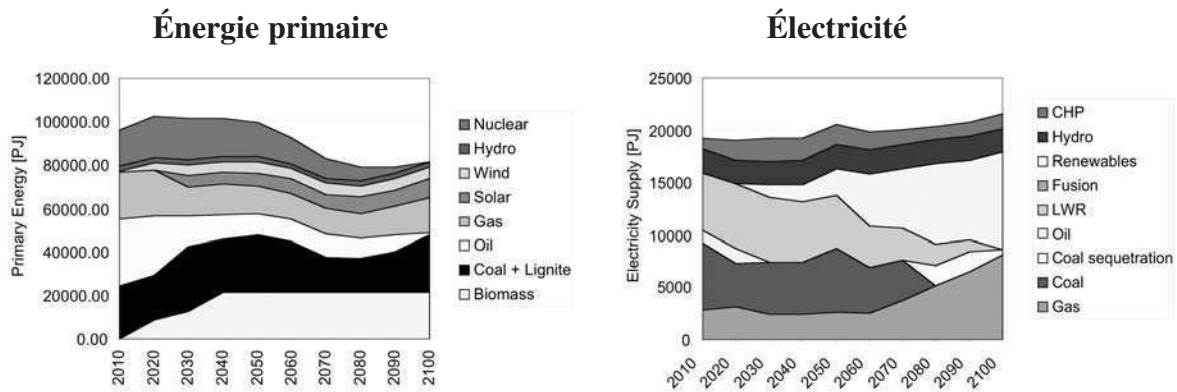 Énergie primaire
120000.00
100000.00
80000.00
60000.00
40000.00
20000.00
0.00
Primary Energy [PJ]
2010
2020
2030
2040
2050
2060
2070
2080
2090
2100
Nuclear
Hydro
Wind
Solar
Gas
Oil
Coal + Lignite
Biomass
Électricité
25000
20000
15000
10000
5000
0
Electricity Supply [PJ]
2010
2020
2030
2040
2050
2060
2070
2080
2090
2100
CHP
Hydro
Renewables
Fusion
LWR
Oil
Coal sequetration
Coal
Gas